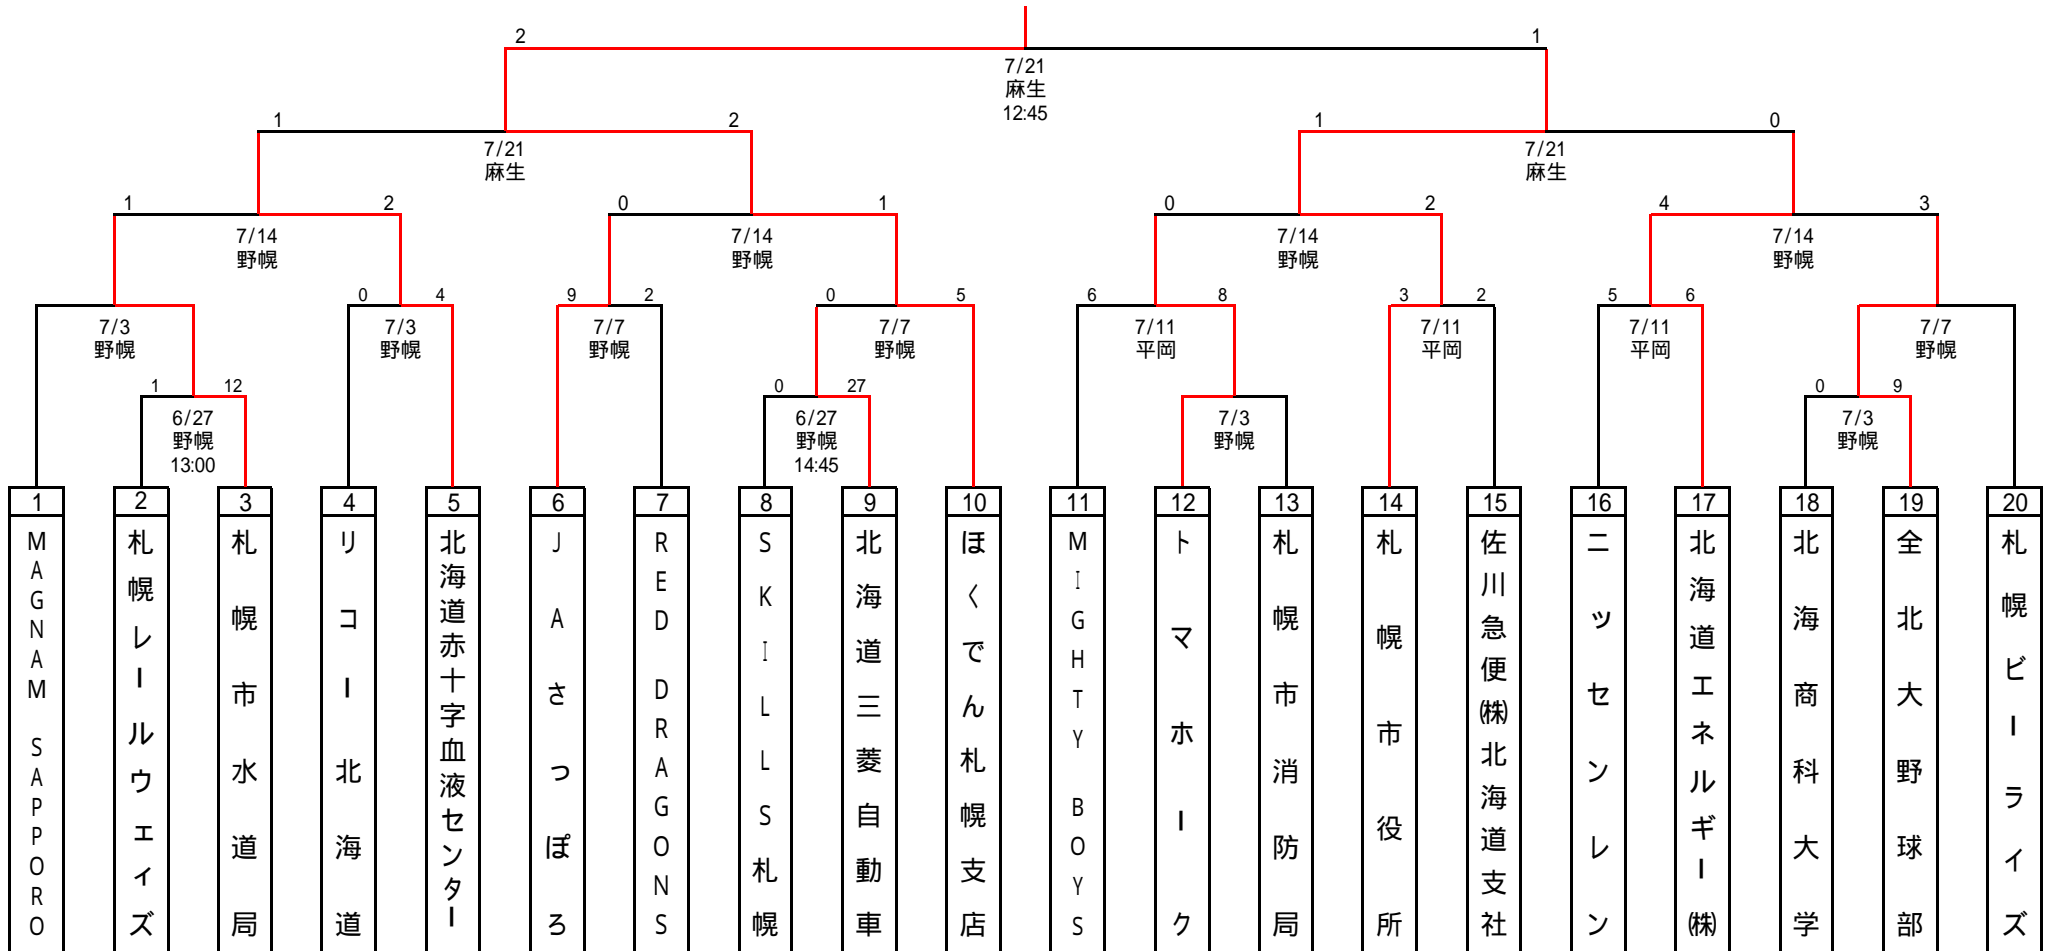 2 1
7/21
麻生
12:45
1 2 1 0
7/21 7/21
麻生 麻生
1 2 0 1 0 2 4 3
7/14 7/14 7/14 7/14
野幌 野幌 野幌 野幌
0 4 9 2 0 5 6 8 3 2 5 6
7/3 7/3 7/7 7/7 7/11 7/11 7/11 7/7
野幌 野幌 野幌 野幌 平岡 平岡 平岡 野幌
1 12 0 27 0 9
6/27 6/27 7/3 7/3
野幌 野幌 野幌 野幌
13:00 14:45
1 2 3 4 5 6 7 8 9 10 11 12 13 14 15 16 17 18 19 20
MAGNAM SAPPORO
札幌レールウェイズ
札幌市水道局
リコー北海道
北海道赤十字血液センター
JAさっぽろ
RED DRAGONS
SKILLS札幌
北海道三菱自動車
ほくでん札幌支店
MIGHTY BOYS
トマホーク
札幌市消防局
札幌市役所
佐川急便㈱北海道支社
ニッセンレン
北海道エネルギー㈱
北海商科大学
全北大野球部
札幌ビーライズ